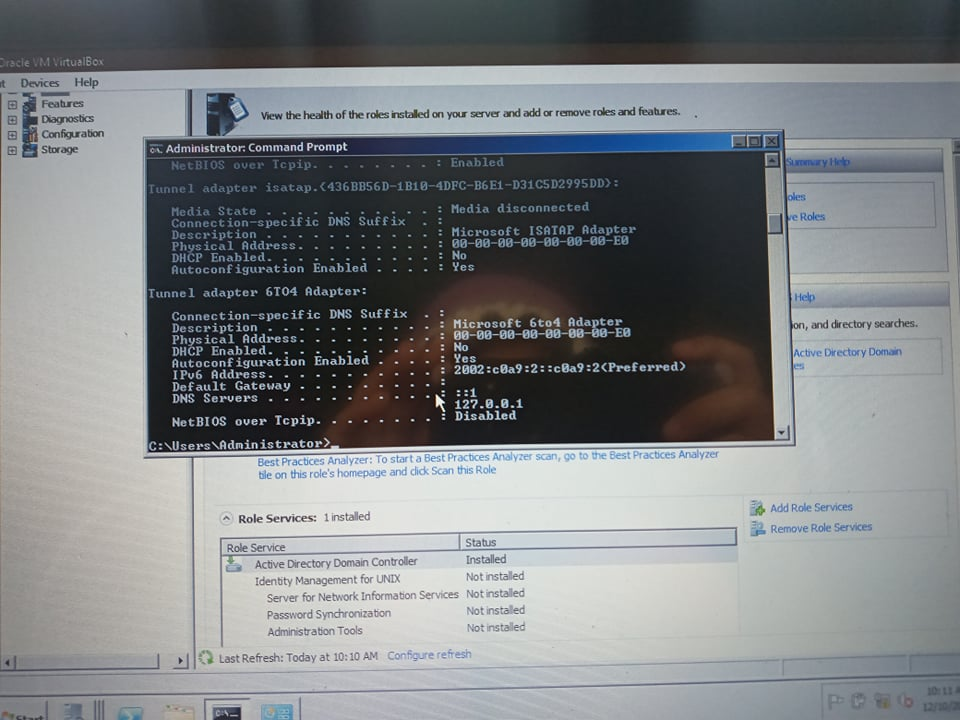 Oracle VM VirtualBox
Devices Help
Features
Diagnostics
Configuration
Storage
View the health of the roles installed on your server and add or remove roles and features.
Administrator: Command Prompt
NetBIOS over Tcpip. . . . . . . . : Enabled
Tunnel adapter isatap.{436BB56D-1B10-4DFC-B6E1-D31C5D2995DD}:
Media State . . . . . . . . . . . : Media disconnected
Connection-specific DNS Suffix . :
Description . . . . . . . . . . . : Microsoft ISATAP Adapter
Physical Address. . . . . . . . . : 00-00-00-00-00-00-00-E0
DHCP Enabled. . . . . . . . . . . : No
Autoconfiguration Enabled . . . . : Yes
Tunnel adapter 6TO4 Adapter:
Connection-specific DNS Suffix . :
Description . . . . . . . . . . . : Microsoft 6to4 Adapter
Physical Address. . . . . . . . . : 00-00-00-00-00-00-00-E0
DHCP Enabled. . . . . . . . . . . : No
Autoconfiguration Enabled . . . . : Yes
IPv6 Address. . . . . . . . . . . : 2002:c0a9:2::c0a9:2(Preferred)
Default Gateway . . . . . . . . . :
DNS Servers . . . . . . . . . . . : ::1
127.0.0.1
NetBIOS over Tcpip. . . . . . . . : Disabled
C:\Users\Administrator>_
Summary Help
Roles
Help
and directory searches.
Active Directory Domain
Best Practices Analyzer: To start a Best Practices Analyzer scan, go to the Best Practices Analyzer
tile on this role's homepage and click Scan this Role
Role Services: 1 installed
Add Role Services
Remove Role Services
Role Service Status
Active Directory Domain Controller Installed
Identity Management for UNIX Not installed
Server for Network Information Services Not installed
Password Synchronization Not installed
Administration Tools Not installed
Last Refresh: Today at 10:10 AM Configure refresh
Start
10:11